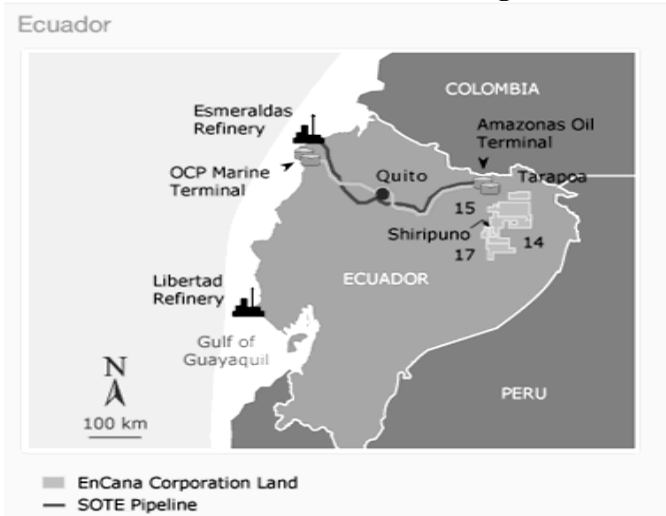 Ecuador
COLOMBIA
Esmeraldas
Refinery
Amazonas Oil
Terminal
OCP Marine
Terminal
Quito
Tarapoa
15
Shiripuno
14
17
ECUADOR
Libertad
Refinery
Gulf of
Guayaquil
N
100 km
PERU
EnCana Corporation Land
SOTE Pipeline